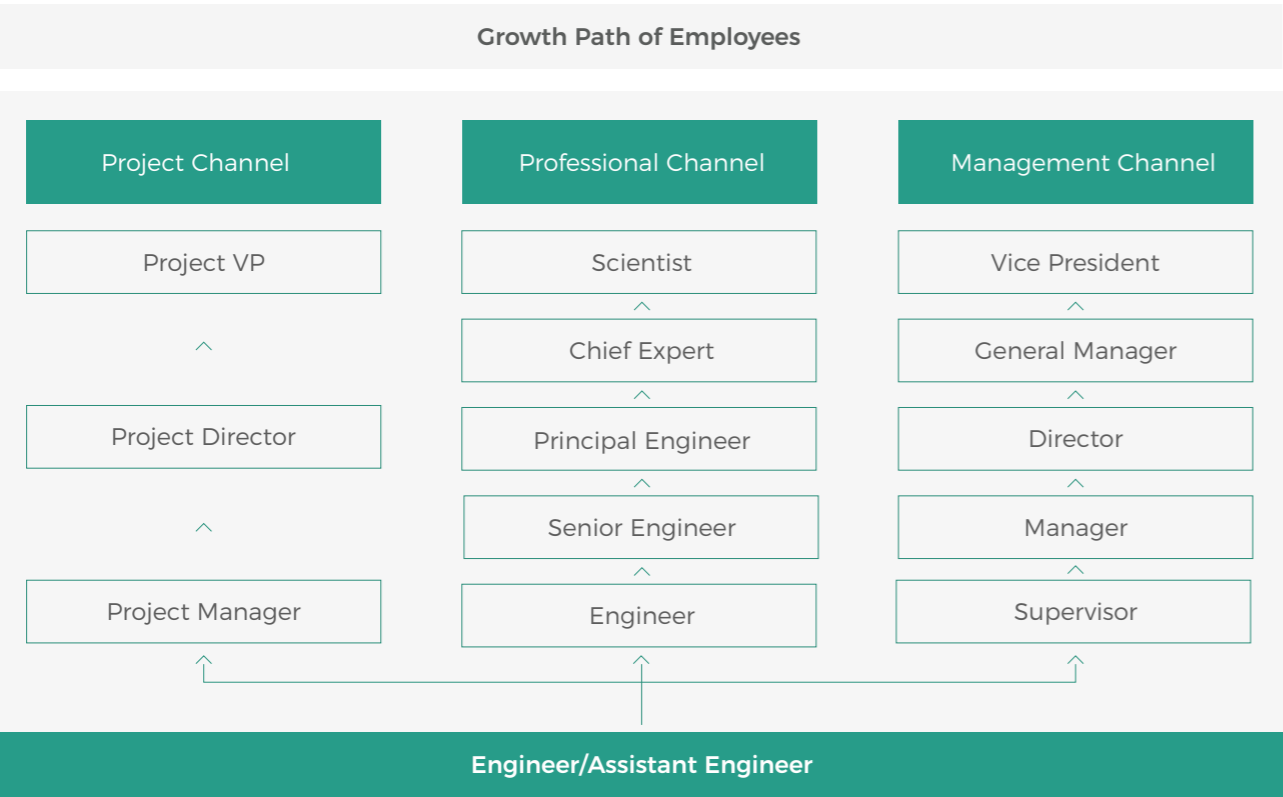 Growth Path of Employees
Project Channel
Professional Channel
Management Channel
Project VP
Scientist
Vice President
Chief Expert
General Manager
Project Director
Principal Engineer
Director
Senior Engineer
Manager
Project Manager
Engineer
Supervisor
Engineer/Assistant Engineer